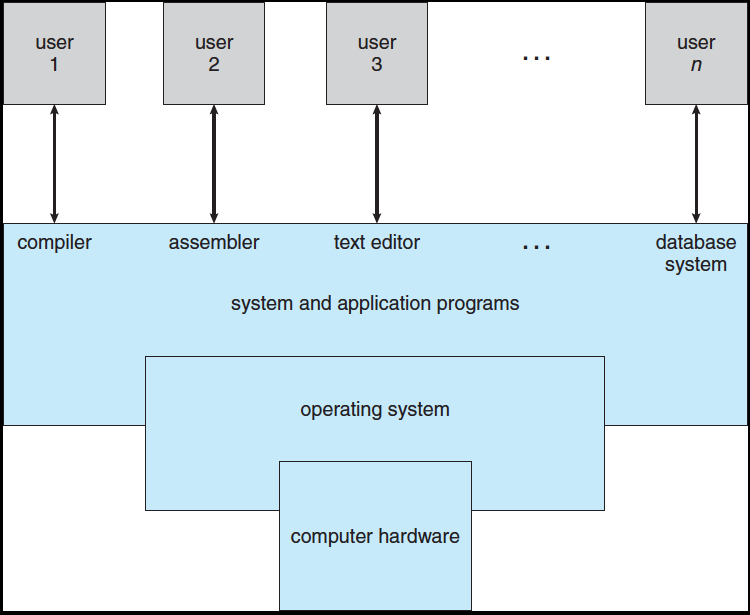 user
1
user
2
user
3
...
user
n
compiler
assembler
text editor
...
database
system
system and application programs
operating system
computer hardware